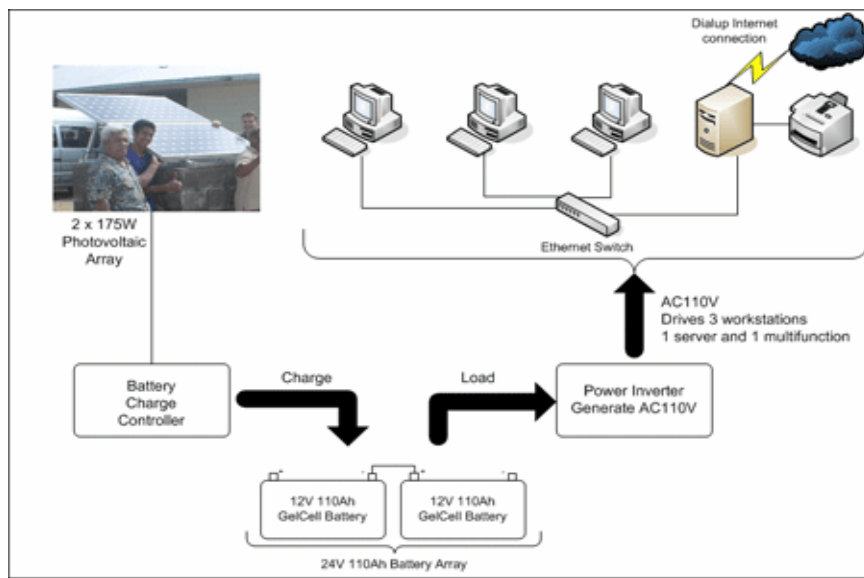 Dialup Internet
connection
2 x 175W
Photovoltaic
Array
Ethernet Switch
AC110V
Drives 3 workstations
1 server and 1 multifunction
Battery
Charge
Controller
Charge
Load
Power Inverter
Generate AC110V
+
-
+
-
12V 110Ah
GelCell Battery
12V 110Ah
GelCell Battery
24V 110Ah Battery Array